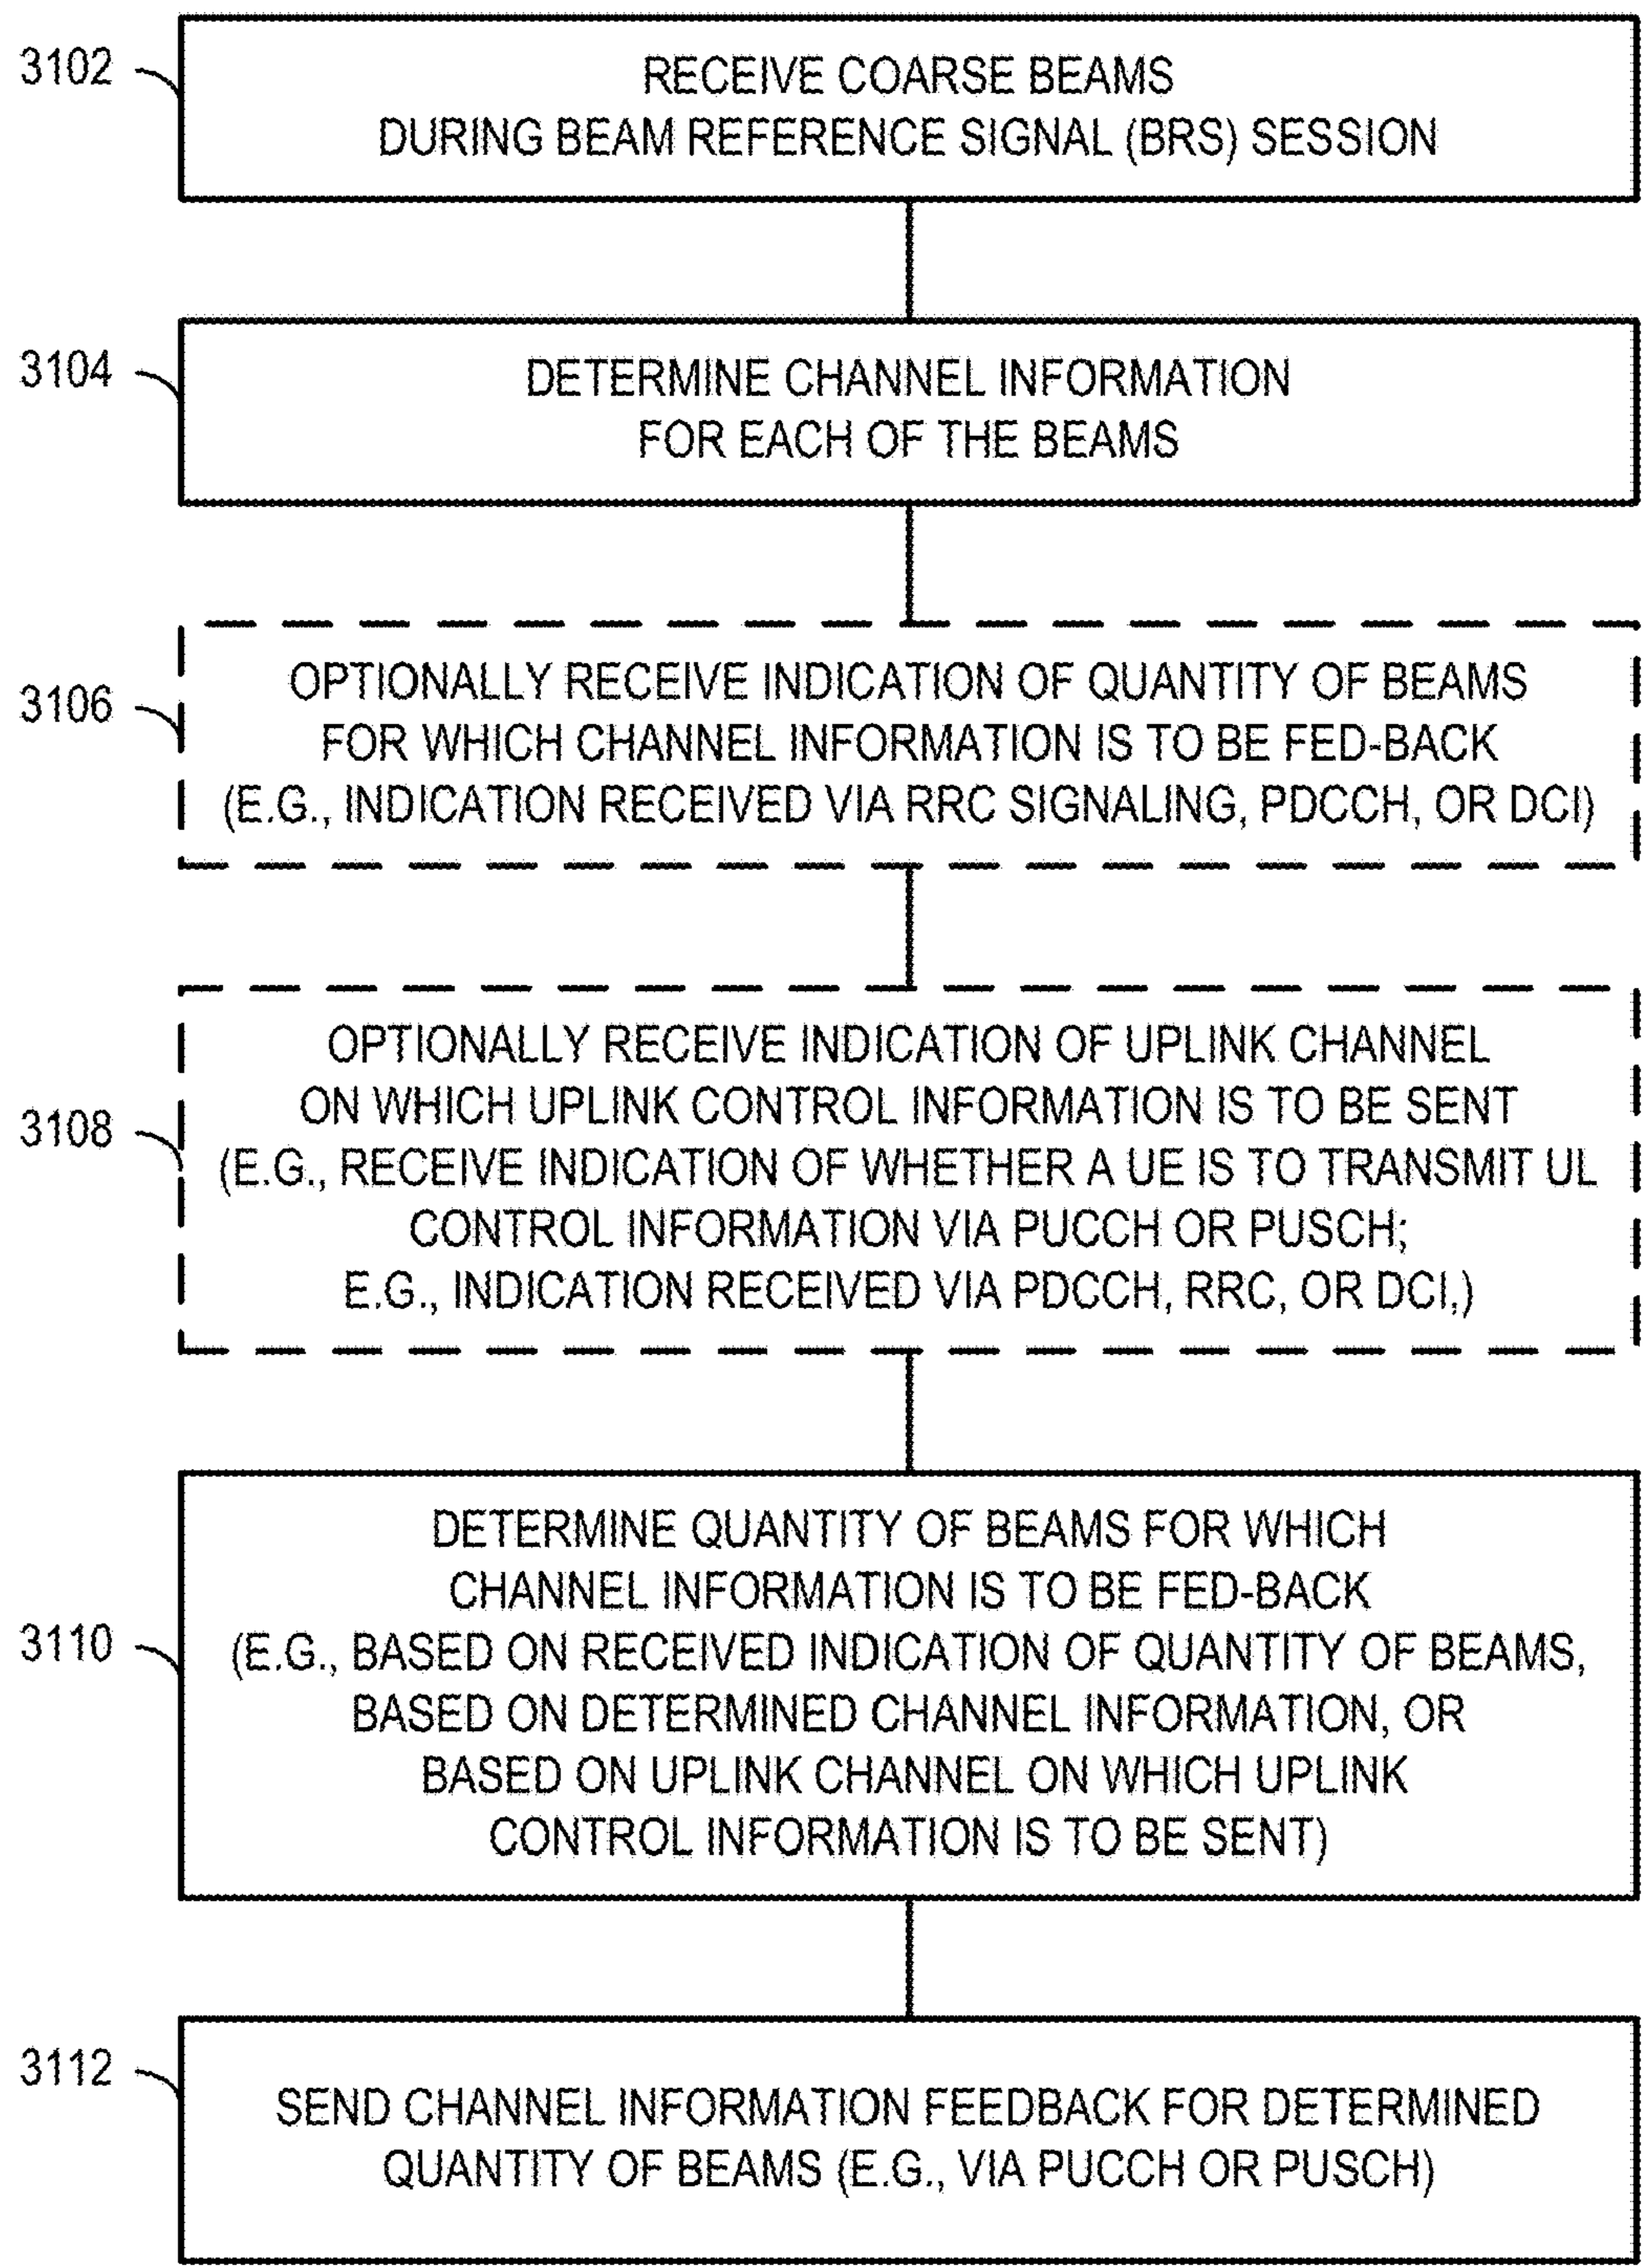 3102
RECEIVE COARSE BEAMS
DURING BEAM REFERENCE SIGNAL (BRS) SESSION
3104
DETERMINE CHANNEL INFORMATION
FOR EACH OF THE BEAMS
3106
OPTIONALLY RECEIVE INDICATION OF QUANTITY OF BEAMS
FOR WHICH CHANNEL INFORMATION IS TO BE FED-BACK
(E.G., INDICATION RECEIVED VIA RRC SIGNALING, PDCCH, OR DCI)
3108
OPTIONALLY RECEIVE INDICATION OF UPLINK CHANNEL
ON WHICH UPLINK CONTROL INFORMATION IS TO BE SENT
(E.G., RECEIVE INDICATION OF WHETHER A UE IS TO TRANSMIT UL
CONTROL INFORMATION VIA PUCCH OR PUSCH;
E.G., INDICATION RECEIVED VIA PDCCH, RRC, OR DCI,)
3110
DETERMINE QUANTITY OF BEAMS FOR WHICH
CHANNEL INFORMATION IS TO BE FED-BACK
(E.G., BASED ON RECEIVED INDICATION OF QUANTITY OF BEAMS,
BASED ON DETERMINED CHANNEL INFORMATION, OR
BASED ON UPLINK CHANNEL ON WHICH UPLINK
CONTROL INFORMATION IS TO BE SENT)
3112
SEND CHANNEL INFORMATION FEEDBACK FOR DETERMINED
QUANTITY OF BEAMS (E.G., VIA PUCCH OR PUSCH)